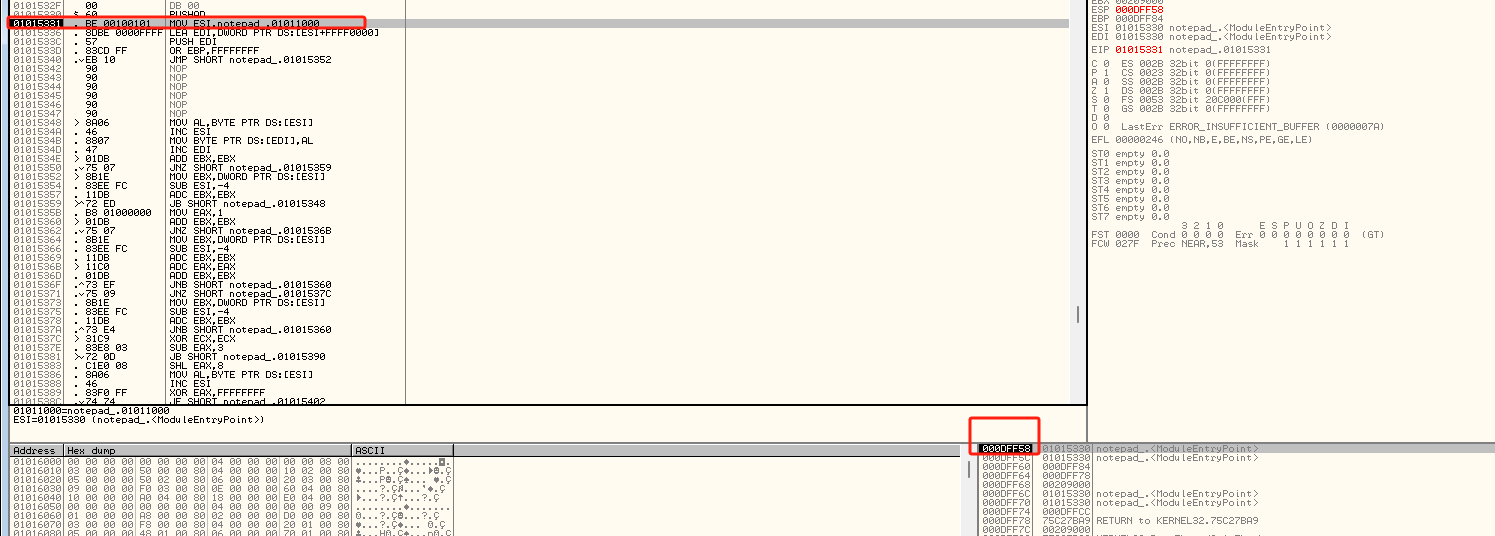 0101532F 00 DB 00
01015330 $ 60 PUSHAD
01015331 . BE 00100101 MOV ESI,notepad_.01011000
01015336 . 8DBE 0000FFFF LEA EDI,DWORD PTR DS:[ESI+FFFF0000]
0101533C . 57 PUSH EDI
0101533D . 83CD FF OR EBP,FFFFFFFF
01015340 .vEB 10 JMP SHORT notepad_.01015352
01015342 90 NOP
01015343 90 NOP
01015344 90 NOP
01015345 90 NOP
01015346 90 NOP
01015347 90 NOP
01015348 > 8A06 MOV AL,BYTE PTR DS:[ESI]
0101534A . 46 INC ESI
0101534B . 8807 MOV BYTE PTR DS:[EDI],AL
0101534D . 47 INC EDI
0101534E > 01DB ADD EBX,EBX
01015350 .v75 07 JNZ SHORT notepad_.01015359
01015352 > 8B1E MOV EBX,DWORD PTR DS:[ESI]
01015354 . 83EE FC SUB ESI,-4
01015357 . 11DB ADC EBX,EBX
01015359 >^72 ED JB SHORT notepad_.01015348
0101535B . B8 01000000 MOV EAX,1
01015360 > 01DB ADD EBX,EBX
01015362 .v75 07 JNZ SHORT notepad_.0101536B
01015364 . 8B1E MOV EBX,DWORD PTR DS:[ESI]
01015366 . 83EE FC SUB ESI,-4
01015369 . 11DB ADC EBX,EBX
0101536B > 11C0 ADC EAX,EAX
0101536D . 01DB ADD EBX,EBX
0101536F .^73 EF JNB SHORT notepad_.01015360
01015371 .v75 09 JNZ SHORT notepad_.0101537C
01015373 . 8B1E MOV EBX,DWORD PTR DS:[ESI]
01015375 . 83EE FC SUB ESI,-4
01015378 . 11DB ADC EBX,EBX
0101537A .^73 E4 JNB SHORT notepad_.01015360
0101537C > 31C9 XOR ECX,ECX
0101537E . 83E8 03 SUB EAX,3
01015381 >v72 0D JB SHORT notepad_.01015390
01015383 . C1E0 08 SHL EAX,8
01015386 . 8A06 MOV AL,BYTE PTR DS:[ESI]
01015388 . 46 INC ESI
01015389 . 83F0 FF XOR EAX,FFFFFFFF
0101538C .v74 74 JE SHORT notepad_.01015402
01011000=notepad_.01011000
ESI=01015330 (notepad_.<ModuleEntryPoint>)
EBX 00209000
ESP 000DFF58
EBP 000DFF84
ESI 01015330 notepad_.<ModuleEntryPoint>
EDI 01015330 notepad_.<ModuleEntryPoint>
EIP 01015331 notepad_.01015331
C 0 ES 002B 32bit 0(FFFFFFFF)
P 1 CS 0023 32bit 0(FFFFFFFF)
A 0 SS 002B 32bit 0(FFFFFFFF)
Z 1 DS 002B 32bit 0(FFFFFFFF)
S 0 FS 0053 32bit 20C000(FFF)
T 0 GS 002B 32bit 0(FFFFFFFF)
D 0
O 0 LastErr ERROR_INSUFFICIENT_BUFFER (0000007A)
EFL 00000246 (NO,NB,E,BE,NS,PE,GE,LE)
ST0 empty 0.0
ST1 empty 0.0
ST2 empty 0.0
ST3 empty 0.0
ST4 empty 0.0
ST5 empty 0.0
ST6 empty 0.0
ST7 empty 0.0
3 2 1 0 E S P U O Z D I
FST 0000 Cond 0 0 0 0 Err 0 0 0 0 0 0 0 0 (GT)
FCW 027F Prec NEAR,53 Mask 1 1 1 1 1 1
Address Hex dump ASCII
01016000 00 00 00 00 00 00 00 00 04 00 00 00 00 00 08 00
01016010 03 00 00 00 50 00 00 80 04 00 00 00 10 02 00 80
01016020 05 00 00 00 50 02 00 80 06 00 00 00 20 03 00 80
01016030 09 00 00 00 F0 03 00 80 0E 00 00 00 60 04 00 80
01016040 10 00 00 00 A0 04 00 80 18 00 00 00 E0 04 00 80
01016050 00 00 00 00 00 00 00 00 04 00 00 00 00 00 09 00
01016060 01 00 00 00 A8 00 00 80 02 00 00 00 D0 00 00 80
01016070 03 00 00 00 F8 00 00 80 04 00 00 00 20 01 00 80
01016080 05 00 00 00 48 01 00 80 06 00 00 00 70 01 00 80
000DFF58 01015330 notepad_.<ModuleEntryPoint>
000DFF5C 01015330 notepad_.<ModuleEntryPoint>
000DFF60 000DFF84
000DFF64 000DFF78
000DFF68 00209000
000DFF6C 01015330 notepad_.<ModuleEntryPoint>
000DFF70 01015330 notepad_.<ModuleEntryPoint>
000DFF74 000DFFCC
000DFF78 75C27BA9 RETURN to KERNEL32.75C27BA9
000DFF7C 00209000